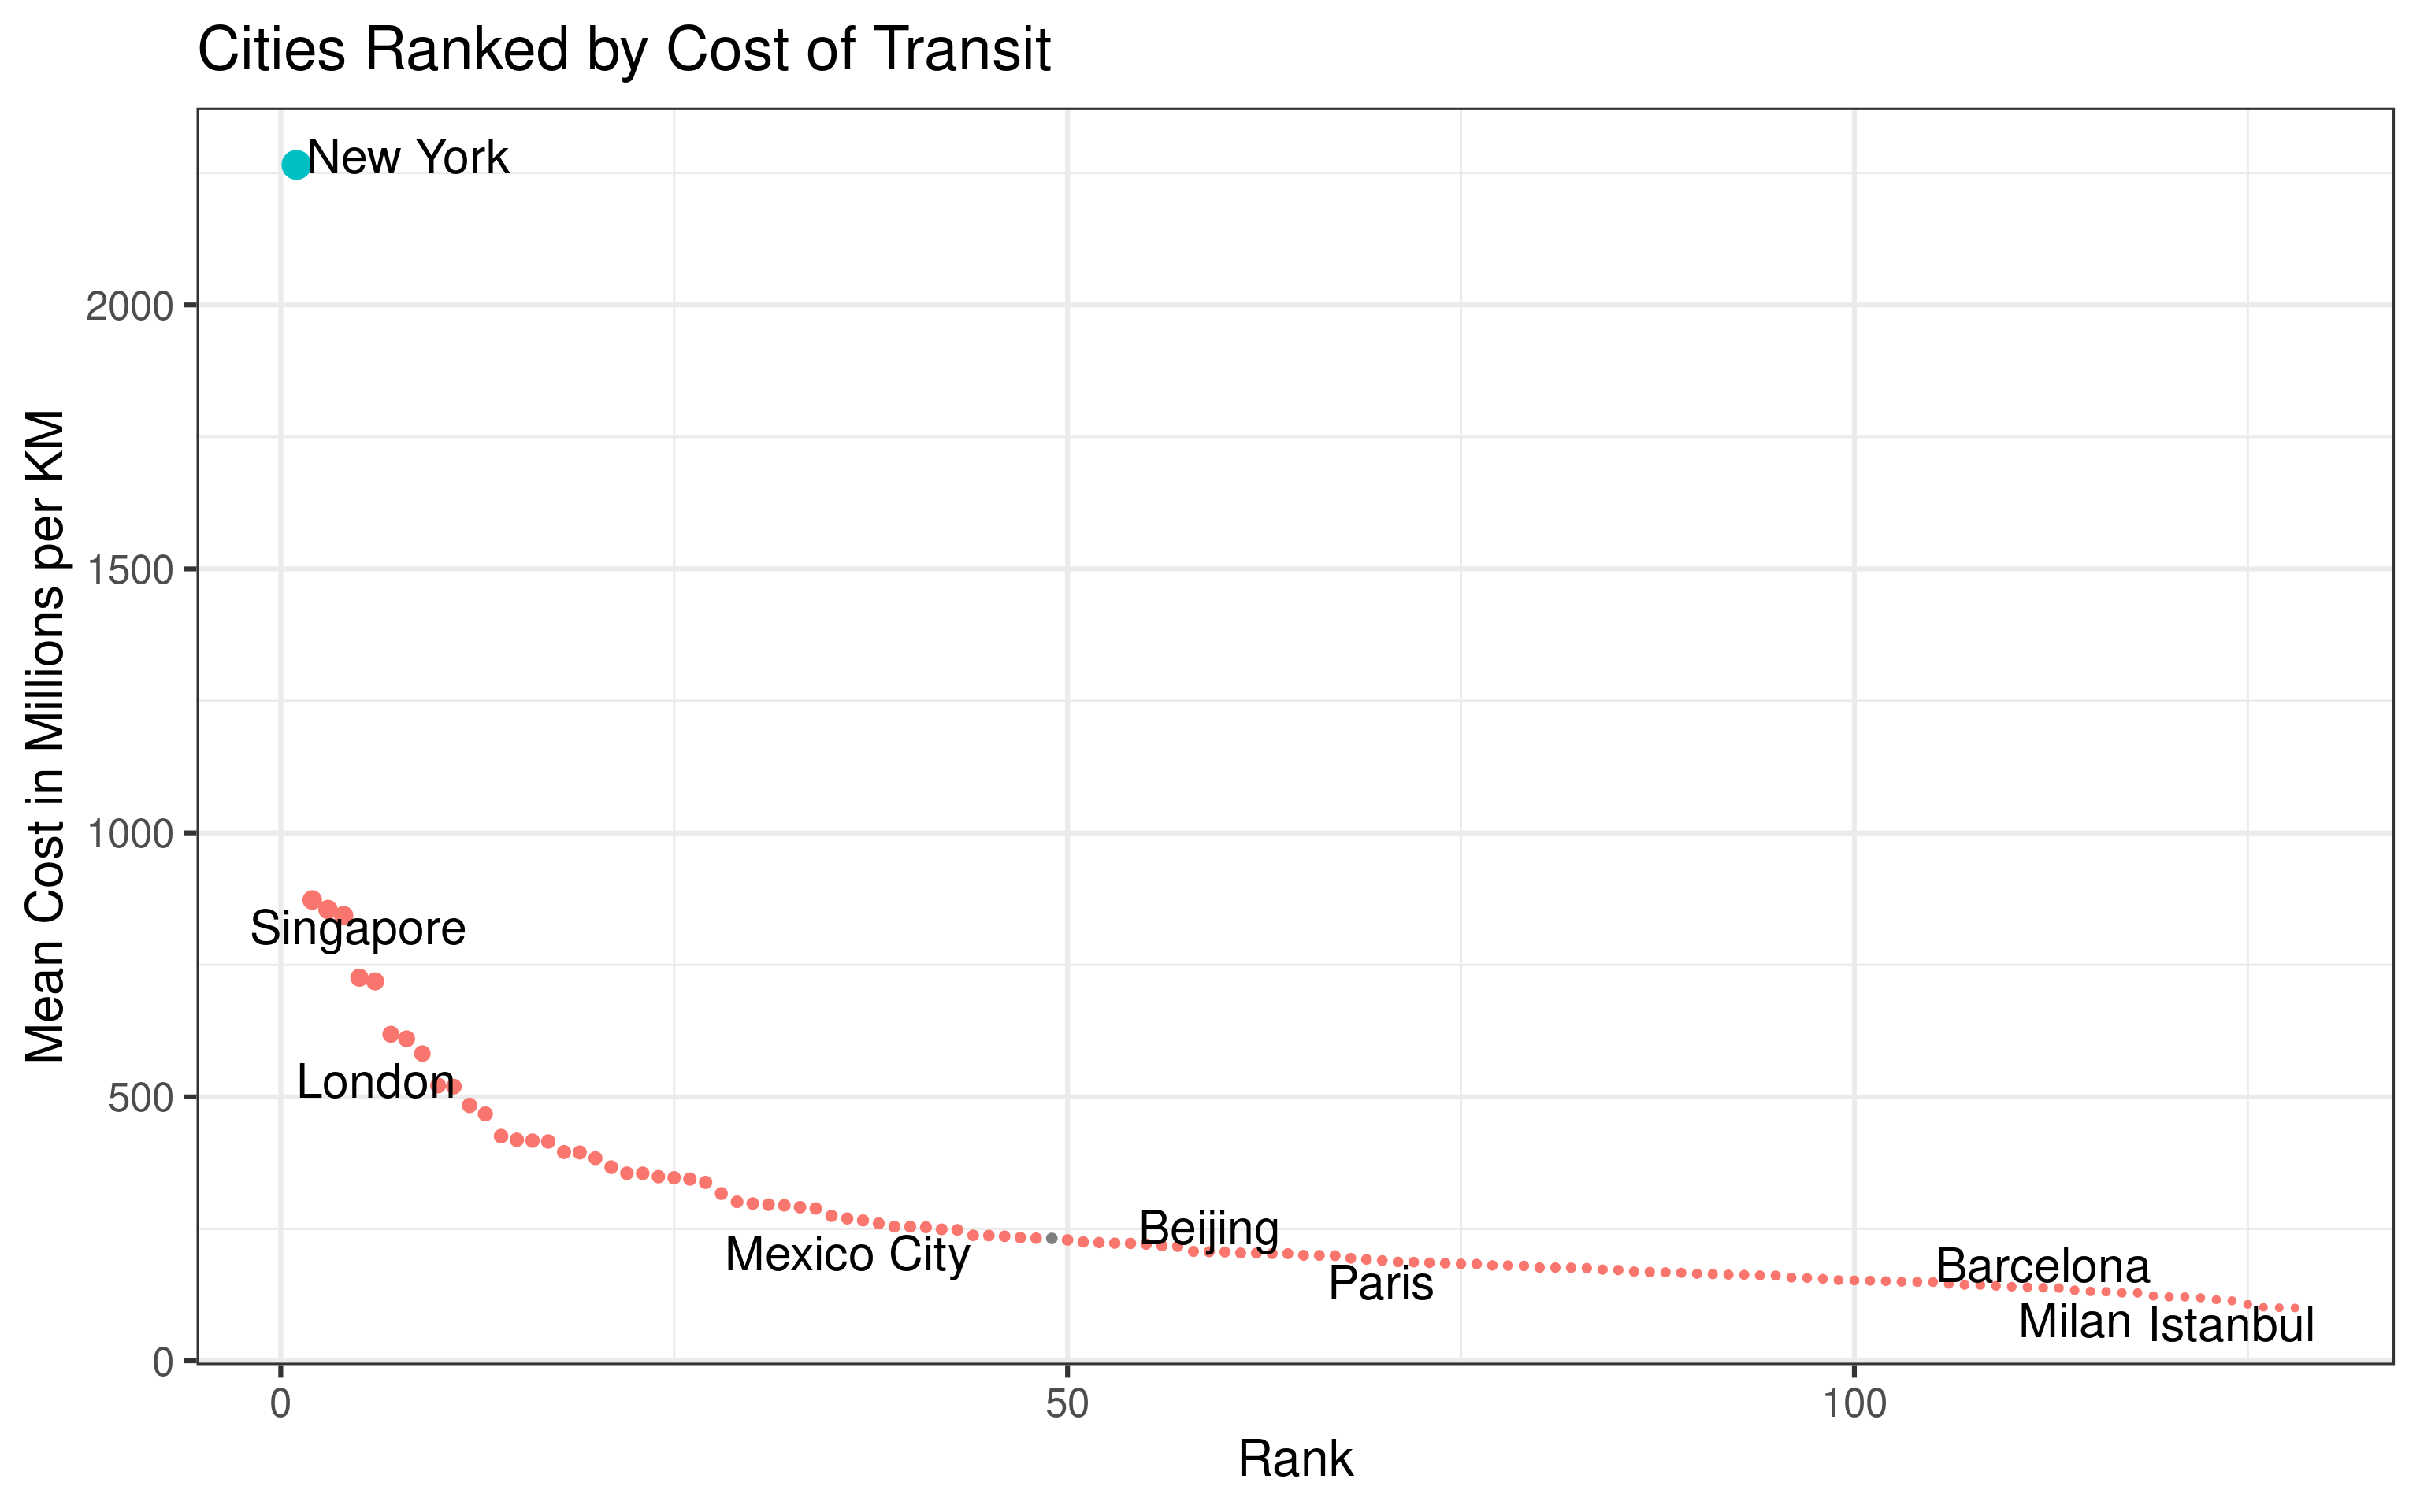 Cities Ranked by Cost of Transit
Mean Cost in Millions per KM
2000
1500
1000
500
0
New York
Singapore
London
Mexico City
Beijing
Paris
Barcelona
Milan
Istanbul
0
50
100
Rank